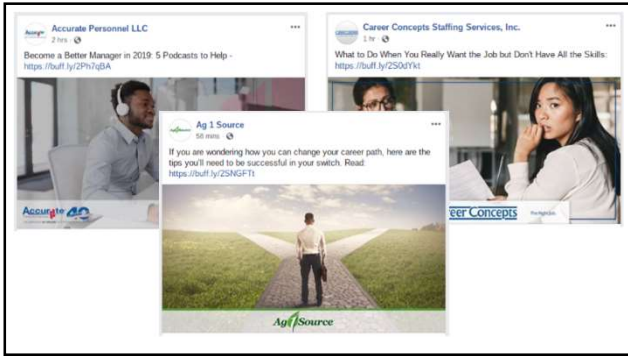 Accurate Personnel LLC
2 hrs ·
Become a Better Manager in 2019: 5 Podcasts to Help -
https://buff.ly/2Ph7qBA
Accurate 40
Career Concepts Staffing Services, Inc.
1 hr ·
What to Do When You Really Want the Job but Don't Have All the Skills:
https://buff.ly/2S0dYkt
eer Concepts
Ag 1 Source
58 mins ·
If you are wondering how you can change your career path, here are the
tips you'll need to be successful in your switch. Read:
https://buff.ly/2SNGFTt
Ag1Source